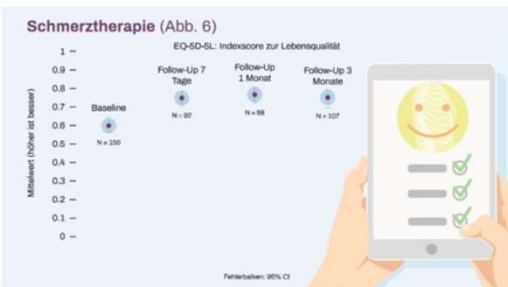 Schmerztherapie (Abb. 6)
EQ-5D-5L: Indexscore zur Lebensqualität
Mittelwert (höher ist besser)
1
0.9
0.8
0.7
0.6
0.5
0.4
0.3
0.2
0.1
0
Baseline
N = 150
Follow-Up 7
Tage
N = 92
Follow-Up
1 Monat
N = 88
Follow-Up 3
Monate
N = 107
Fehlerbalken: 95% CI